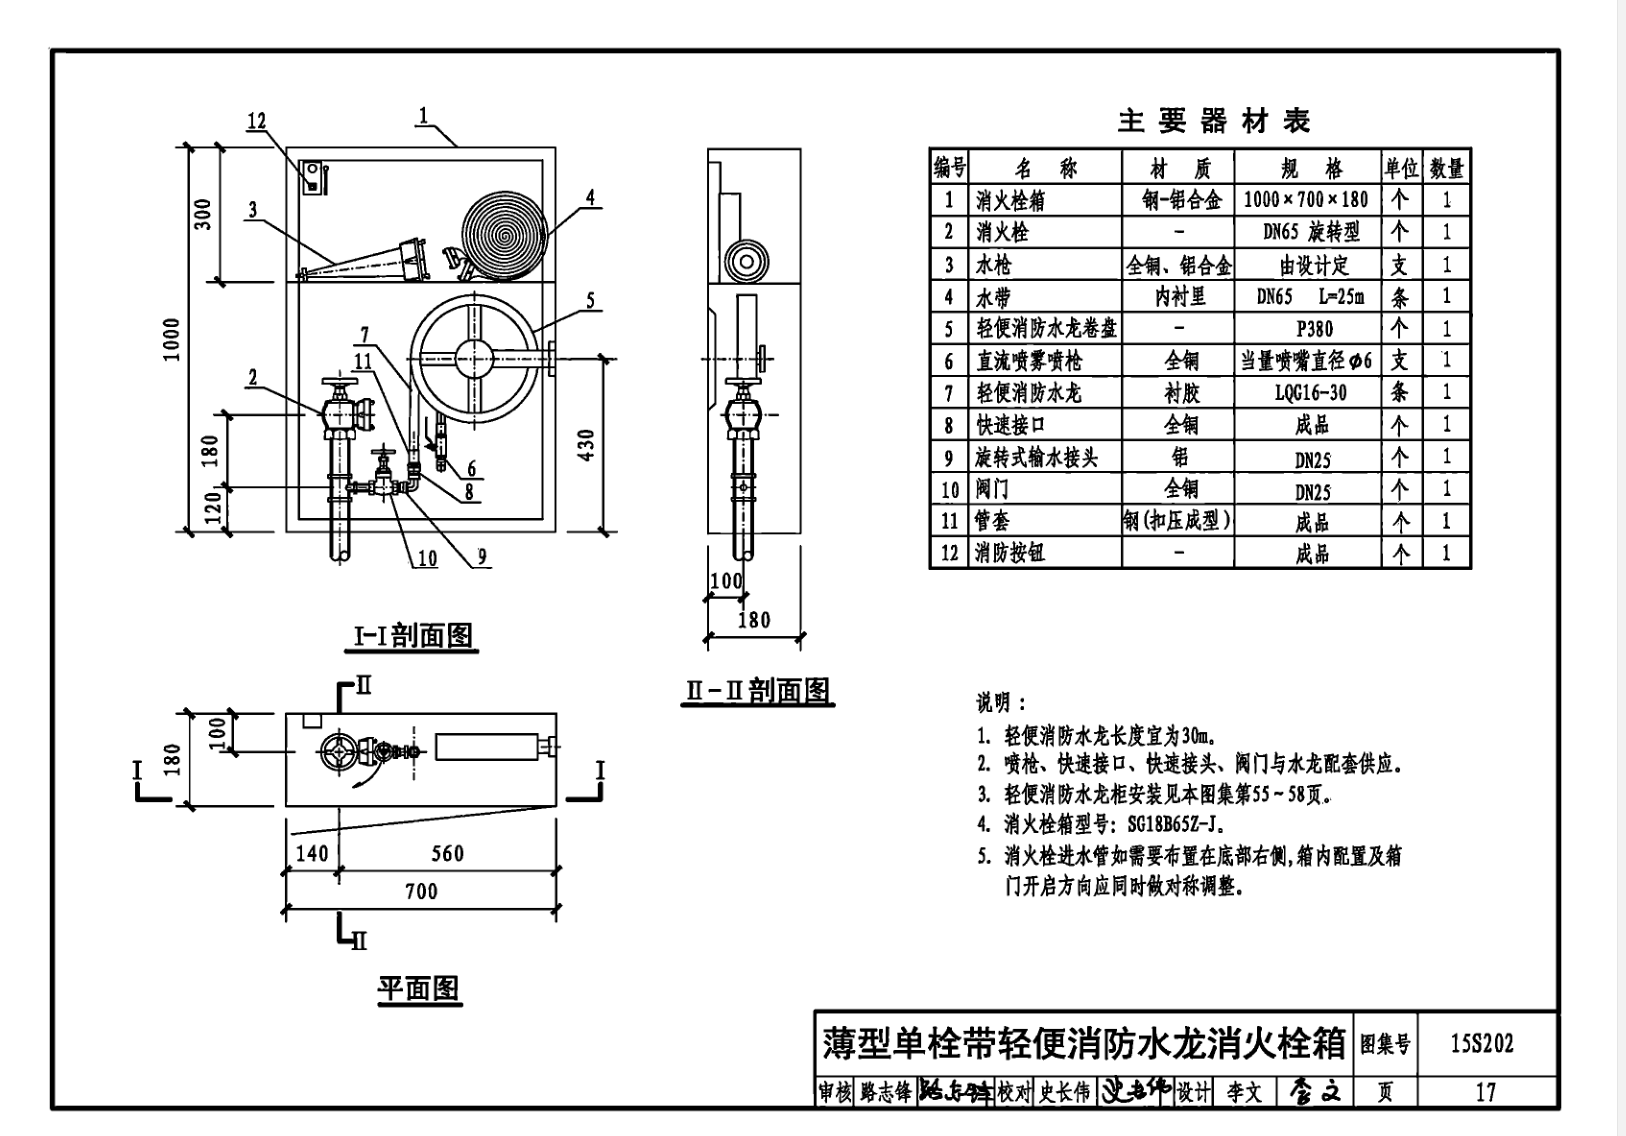 12
1
3
4
5
7
11
2
6
8
10
9
300
1000
180
120
430
I-I 剖面图
100
180
II-II 剖面图
II
100
180
I
I
140
560
700
II
平面图
主 要 器 材 表
编号 名 称 材 质 规 格 单位 数量
1 消火栓箱 钢-铝合金 1000×700×180 个 1
2 消火栓 - DN65 旋转型 个 1
3 水枪 全铜、铝合金 由设计定 支 1
4 水带 内衬里 DN65 L=25m 条 1
5 轻便消防水龙卷盘 - P380 个 1
6 直流喷雾喷枪 全铜 当量喷嘴直径Φ6 支 1
7 轻便消防水龙 衬胶 LQG16-30 条 1
8 快速接口 全铜 成品 个 1
9 旋转式输水接头 铝 DN25 个 1
10 阀门 全铜 DN25 个 1
11 管套 钢(扣压成型) 成品 个 1
12 消防按钮 - 成品 个 1
说明：
1. 轻便消防水龙长度宜为30m。
2. 喷枪、快速接口、快速接头、阀门与水龙配套供应。
3. 轻便消防水龙柜安装见本图集第55~58页。
4. 消火栓箱型号: SG18B65Z-J。
5. 消火栓进水管如需要布置在底部右侧,箱内配置及箱
门开启方向应同时做对称调整。
薄型单栓带轻便消防水龙消火栓箱 图集号 15S202
审核 路志锋 校对 史长伟 设计 李文 李文 页 17